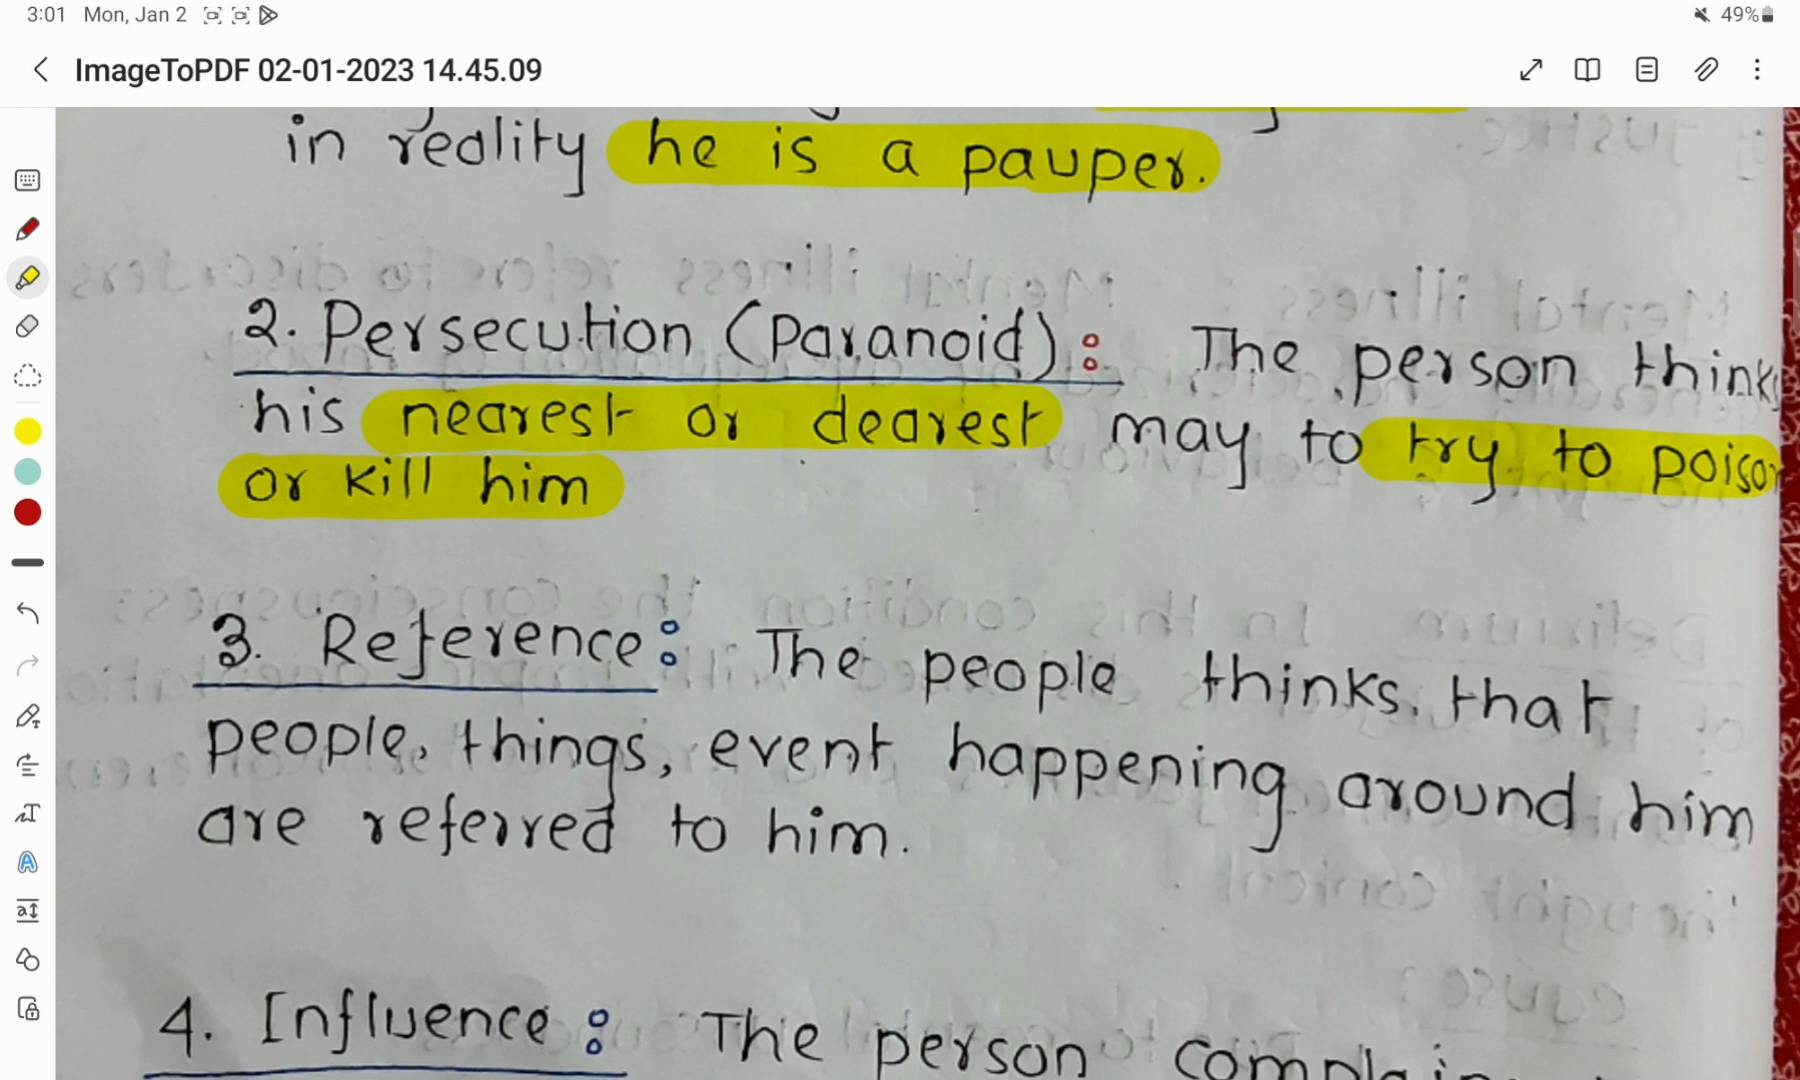 3:01 Mon, Jan 2
49%
ImageToPDF 02-01-2023 14.45.09
in reality he is a pauper.
2. Persecution (Paranoid): The person thinks
his nearest or dearest may to try to poison
or kill him
3. Reference: The people thinks that
people, things, event happening around him
are referred to him.
4. Influence: The person